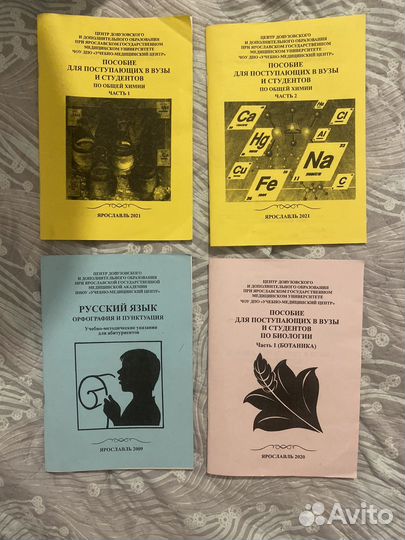 ЦЕНТР ДОВУЗОВСКОГО
И ДОПОЛНИТЕЛЬНОГО ОБРАЗОВАНИЯ
ПРИ ЯРОСЛАВСКОМ ГОСУДАРСТВЕННОМ
МЕДИЦИНСКОМ УНИВЕРСИТЕТЕ
ЧОУ ДПО «УЧЕБНО-МЕДИЦИНСКИЙ ЦЕНТР»
ПОСОБИЕ
ДЛЯ ПОСТУПАЮЩИХ В ВУЗЫ
И СТУДЕНТОВ
ПО ОБЩЕЙ ХИМИИ
ЧАСТЬ 1
ЯРОСЛАВЛЬ 2021
ЦЕНТР ДОВУЗОВСКОГО
И ДОПОЛНИТЕЛЬНОГО ОБРАЗОВАНИЯ
ПРИ ЯРОСЛАВСКОМ ГОСУДАРСТВЕННОМ
МЕДИЦИНСКОМ УНИВЕРСИТЕТЕ
ЧОУ ДПО «УЧЕБНО-МЕДИЦИНСКИЙ ЦЕНТР»
ПОСОБИЕ
ДЛЯ ПОСТУПАЮЩИХ В ВУЗЫ
И СТУДЕНТОВ
ПО ОБЩЕЙ ХИМИИ
ЧАСТЬ 2
Ca
Cl
Hg
Al
Na
Cu
Fe
C
11
ЯРОСЛАВЛЬ 2021
ЦЕНТР ДОВУЗОВСКОГО
И ДОПОЛНИТЕЛЬНОГО ОБРАЗОВАНИЯ
ПРИ ЯРОСЛАВСКОЙ ГОСУДАРСТВЕННОЙ
МЕДИЦИНСКОЙ АКАДЕМИИ
«УЧЕБНО-МЕДИЦИНСКИЙ ЦЕНТР»
РУССКИЙ ЯЗЫК
ОРФОГРАФИЯ И ПУНКТУАЦИЯ
Учебно-методические указания
для абитуриентов
ЯРОСЛАВЛЬ 2009
ЦЕНТР ДОВУЗОВСКОГО
И ДОПОЛНИТЕЛЬНОГО ОБРАЗОВАНИЯ
ПРИ ЯРОСЛАВСКОМ ГОСУДАРСТВЕННОМ
МЕДИЦИНСКОМ УНИВЕРСИТЕТЕ
ЧОУ ДПО «УЧЕБНО-МЕДИЦИНСКИЙ ЦЕНТР»
ПОСОБИЕ
ДЛЯ ПОСТУПАЮЩИХ В ВУЗЫ
И СТУДЕНТОВ
ПО БИОЛОГИИ
Часть 1 (БОТАНИКА)
ЯРОСЛАВЛЬ 2020
Avito